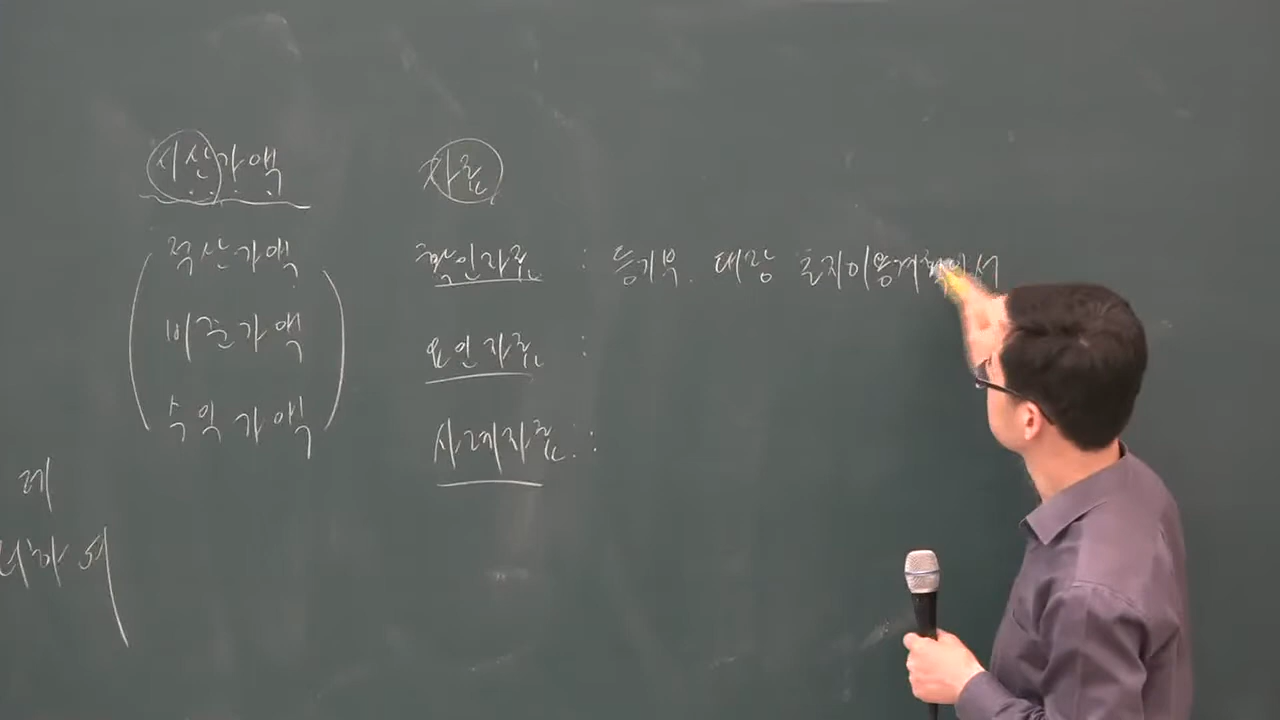 시산가액
적산가액
비준가액
수익가액
자료
확인자료 : 등기부. 대장 토지이용계획확인서
요인자료 :
사례자료 :
례